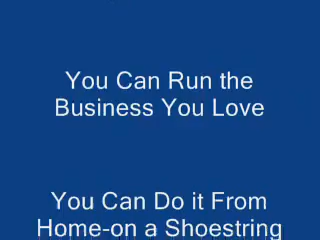 You Can Run the
Business You Love
You Can Do it From
Home-on a Shoestring